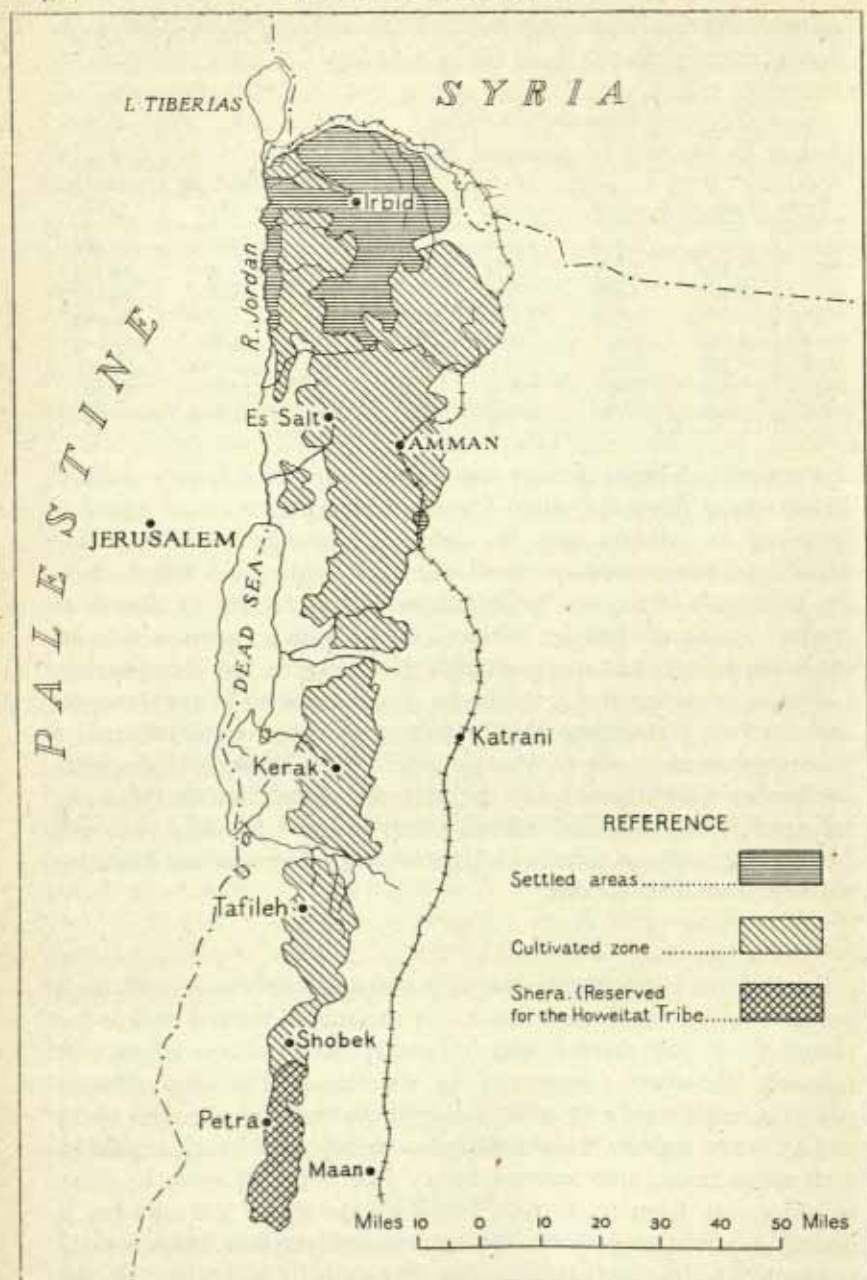 SYRIA
L. TIBERIAS
Irbid
R. Jordan
PALESTINE
Es Salt
AMMAN
JERUSALEM
DEAD SEA
Katrani
Kerak
REFERENCE
Settled areas..............
Tafileh
Cultivated zone ............
Shera. (Reserved
for the Howeitat Tribe.....
Shobek
Petra
Maan
Miles 10 0 10 20 30 40 50 Miles